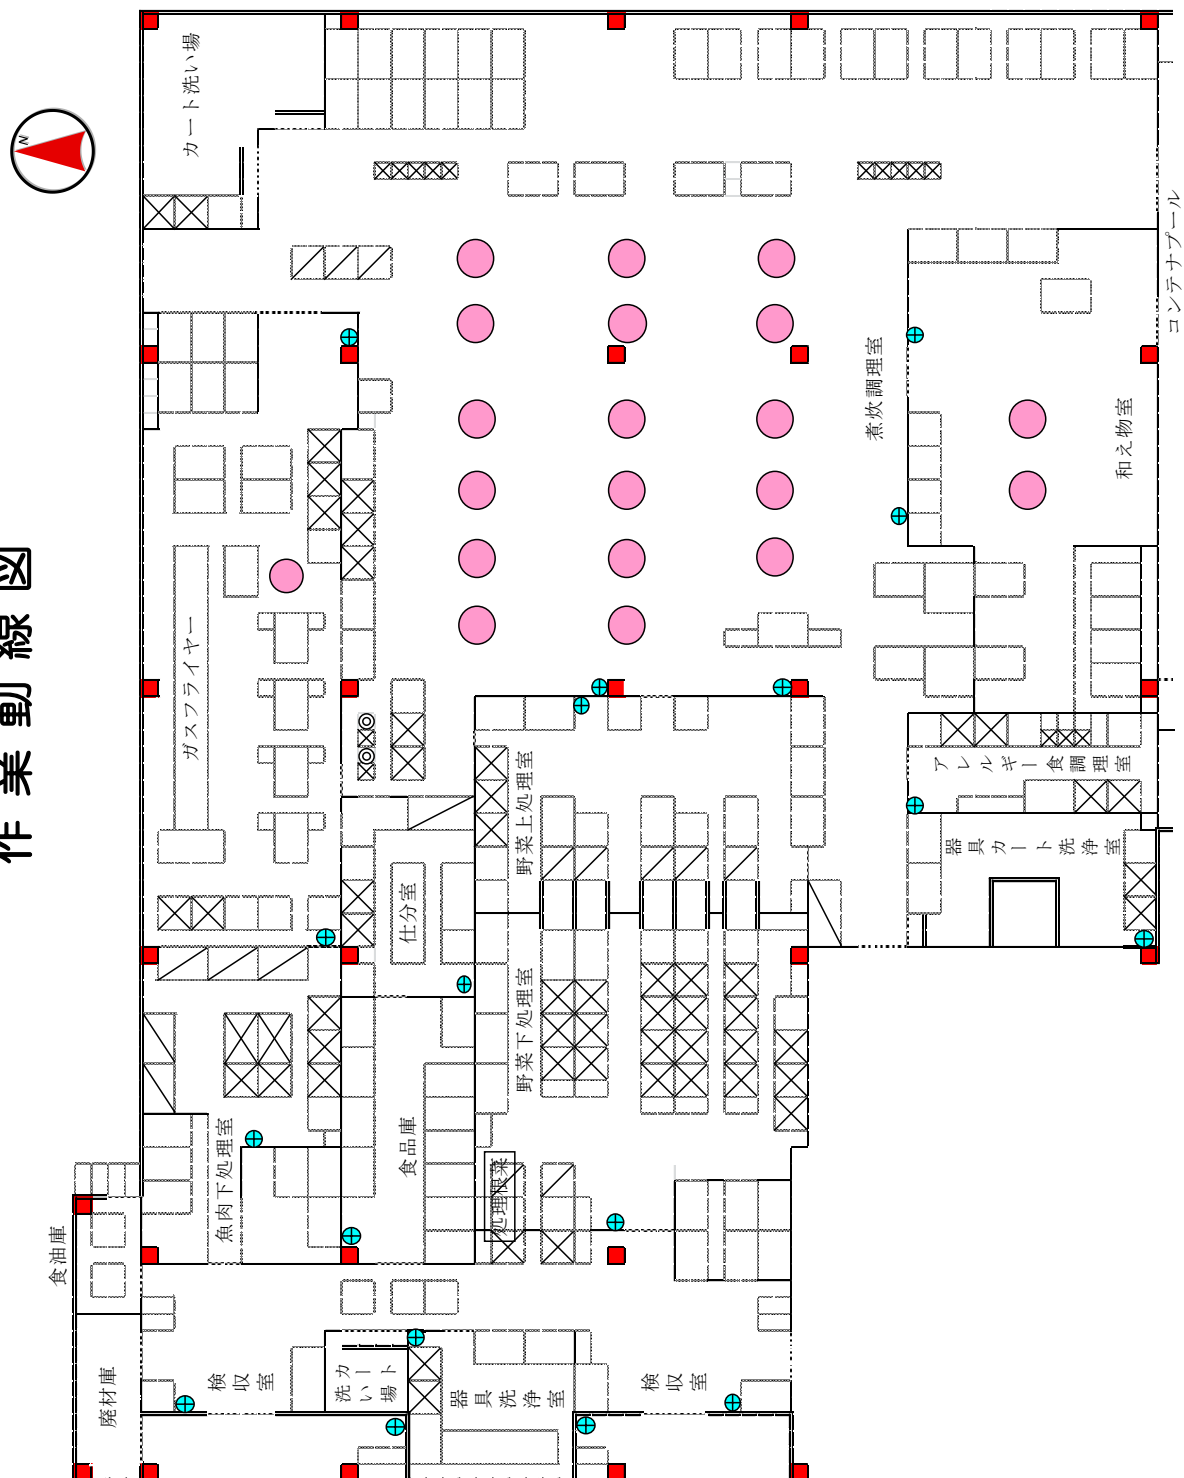 作業動線図
N
カート洗い場
コンテナプール
煮炊調理室
和え物室
ガスフライヤー
野菜上処理室
アレルギー食調理室
器具カート洗浄室
仕分室
野菜下処理室
魚肉下処理室
食品庫
根菜
処理
食油庫
廃材庫
検収室
カート
洗い場
器具洗浄室
検収室